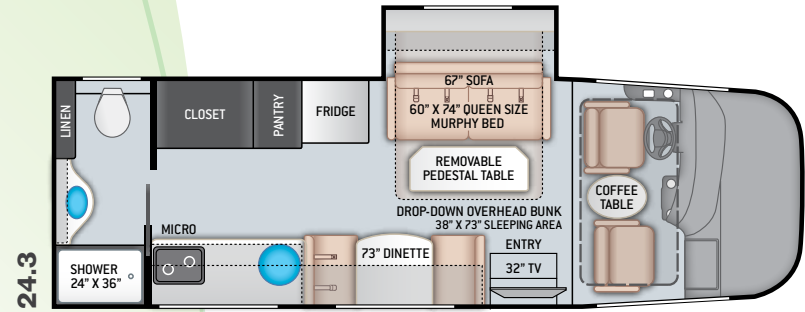 LINEN
CLOSET
PANTRY
FRIDGE
67" SOFA
60" X 74" QUEEN SIZE
MURPHY BED
REMOVABLE
PEDESTAL TABLE
COFFEE
TABLE
DROP-DOWN OVERHEAD BUNK
38" X 73" SLEEPING AREA
MICRO
ENTRY
73" DINETTE
32" TV
SHOWER
24" X 36"
24.3